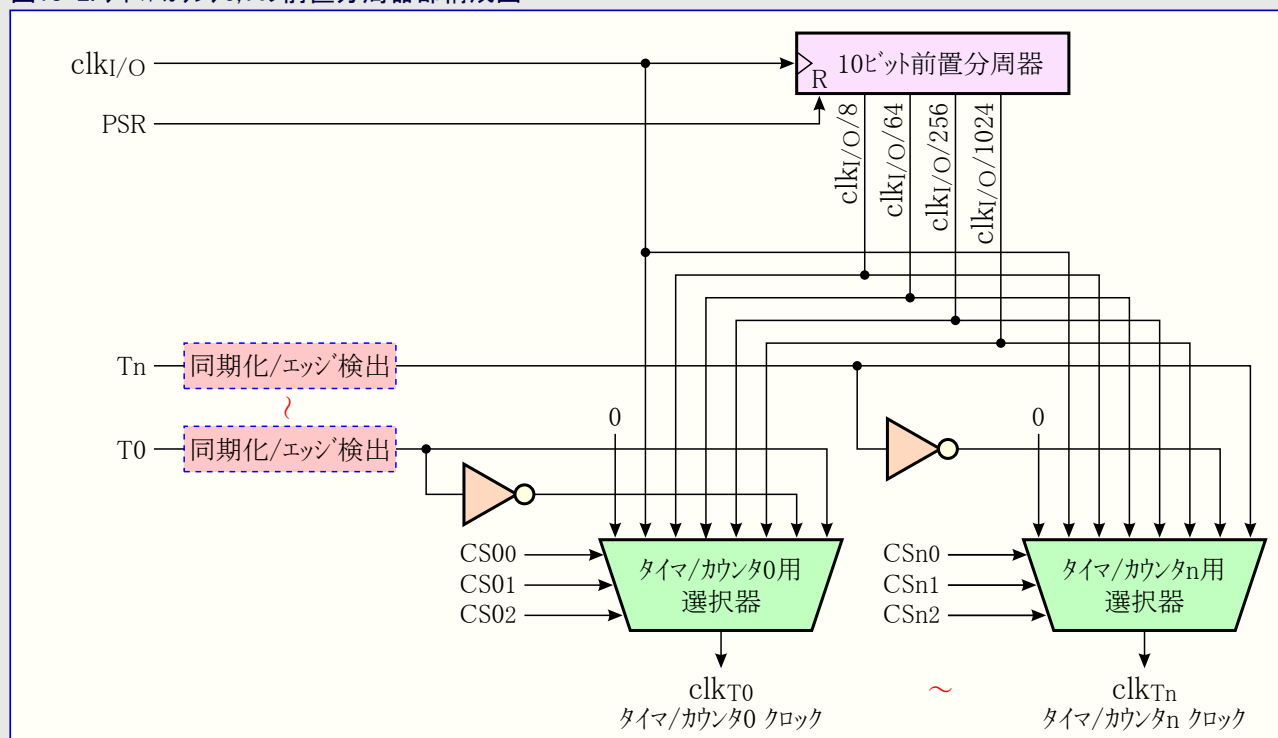 clkI/O
10ﾋﾞｯﾄ前置分周器
R
PSR
clkI/O/8
clkI/O/64
clkI/O/256
clkI/O/1024
Tn
同期化/ｴｯｼﾞ検出
~
T0
同期化/ｴｯｼﾞ検出
0
0
CS00
CS01
CS02
ﾀｲﾏ/ｶｳﾝﾀ0用
選択器
CSn0
CSn1
CSn2
ﾀｲﾏ/ｶｳﾝﾀn用
選択器
clkT0
ﾀｲﾏ/ｶｳﾝﾀ0 ｸﾛｯｸ
~
clkTn
ﾀｲﾏ/ｶｳﾝﾀn ｸﾛｯｸ